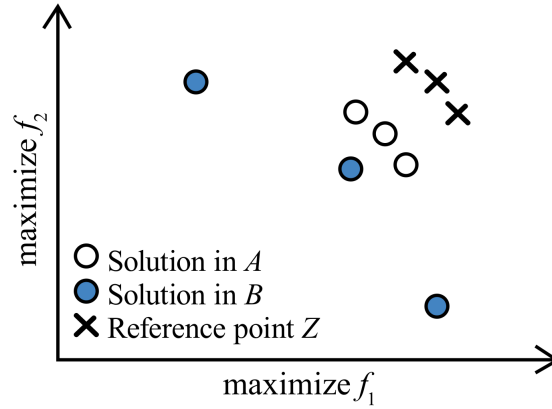 maximize f₂
Solution in A
Solution in B
Reference point Z
maximize f₁